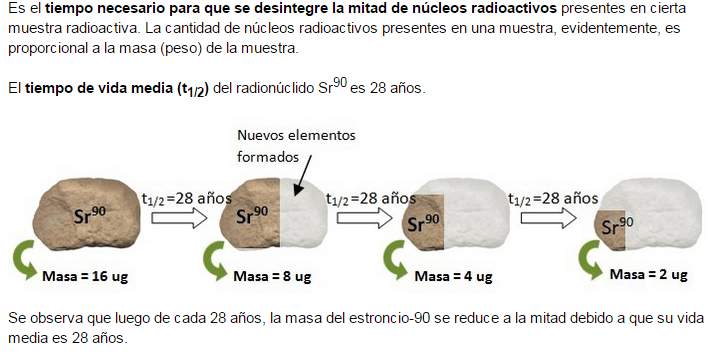 Es el tiempo necesario para que se desintegre la mitad de núcleos radioactivos presentes en cierta
muestra radioactiva. La cantidad de núcleos radioactivos presentes en una muestra, evidentemente, es
proporcional a la masa (peso) de la muestra.
El tiempo de vida media (t1/2) del radionúclido Sr90 es 28 años.
Nuevos elementos
formados
t1/2=28 años
t1/2=28 años
t1/2=28 años
Sr90
Sr90
Sr90
Sr90
Masa = 16 ug
Masa = 8 ug
Masa = 4 ug
Masa = 2 ug
Se observa que luego de cada 28 años, la masa del estroncio-90 se reduce a la mitad debido a que su vida
media es 28 años.